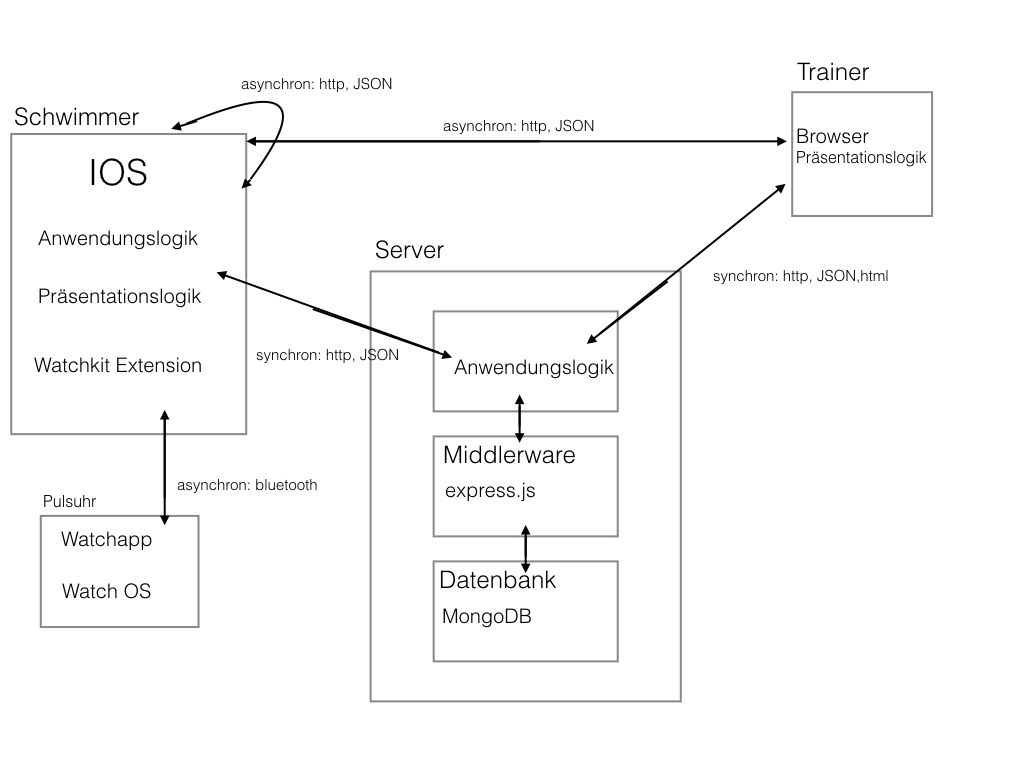 Trainer
asynchron: http, JSON
Schwimmer
asynchron: http, JSON
Browser
Präsentationslogik
IOS
Anwendungslogik
Server
synchron: http, JSON,html
Präsentationslogik
synchron: http, JSON
Watchkit Extension
Anwendungslogik
Middlerware
express.js
asynchron: bluetooth
Pulsuhr
Watchapp
Watch OS
Datenbank
MongoDB